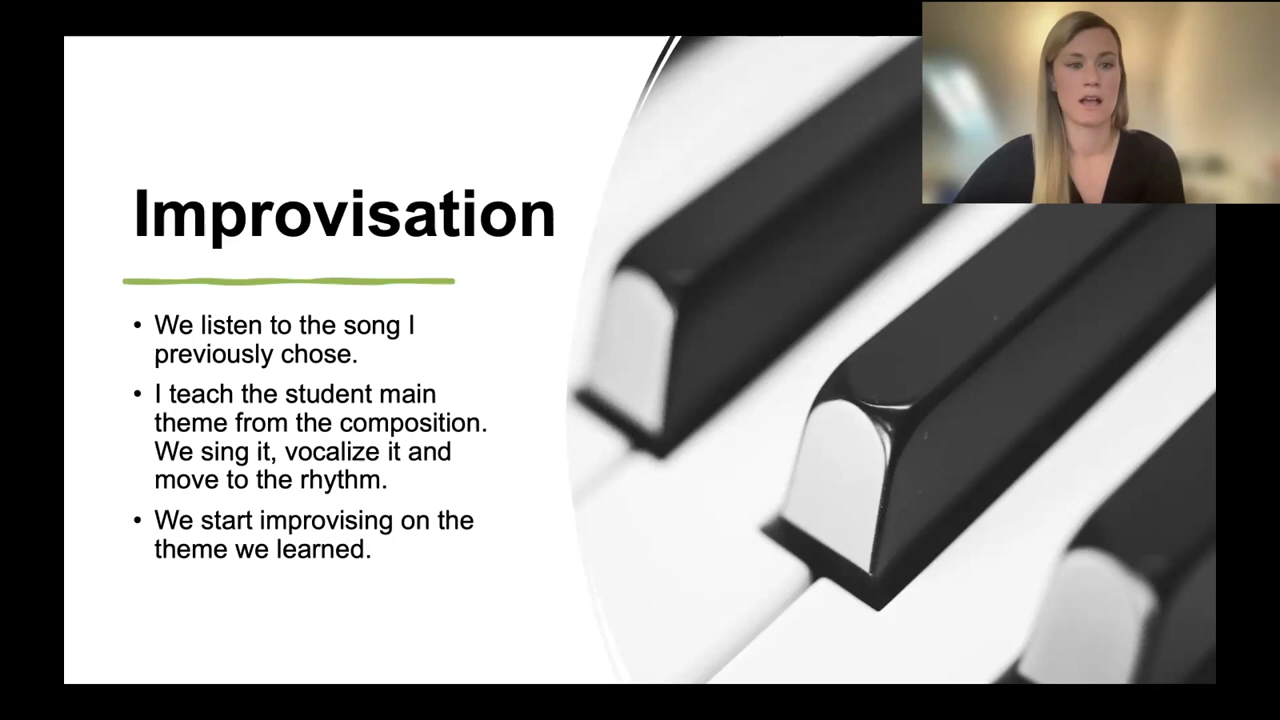 Improvisation
• We listen to the song I
previously chose.
• I teach the student main
theme from the composition.
We sing it, vocalize it and
move to the rhythm.
• We start improvising on the
theme we learned.